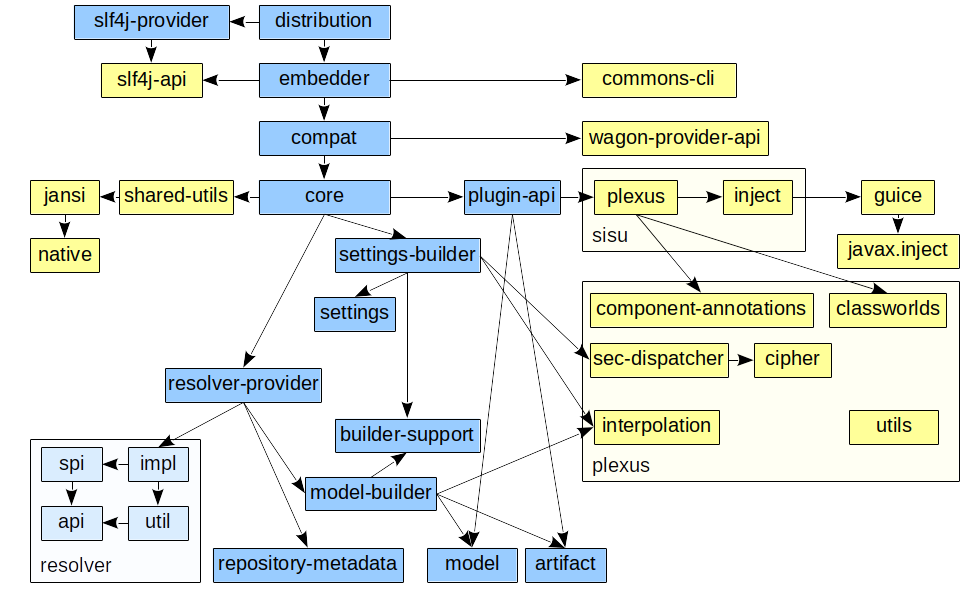 slf4j-provider
distribution
slf4j-api
embedder
commons-cli
compat
wagon-provider-api
jansi
shared-utils
core
plugin-api
plexus
inject
guice
sisu
native
settings-builder
javax.inject
settings
component-annotations
classworlds
sec-dispatcher
cipher
resolver-provider
builder-support
interpolation
utils
plexus
spi
impl
model-builder
api
util
resolver
repository-metadata
model
artifact